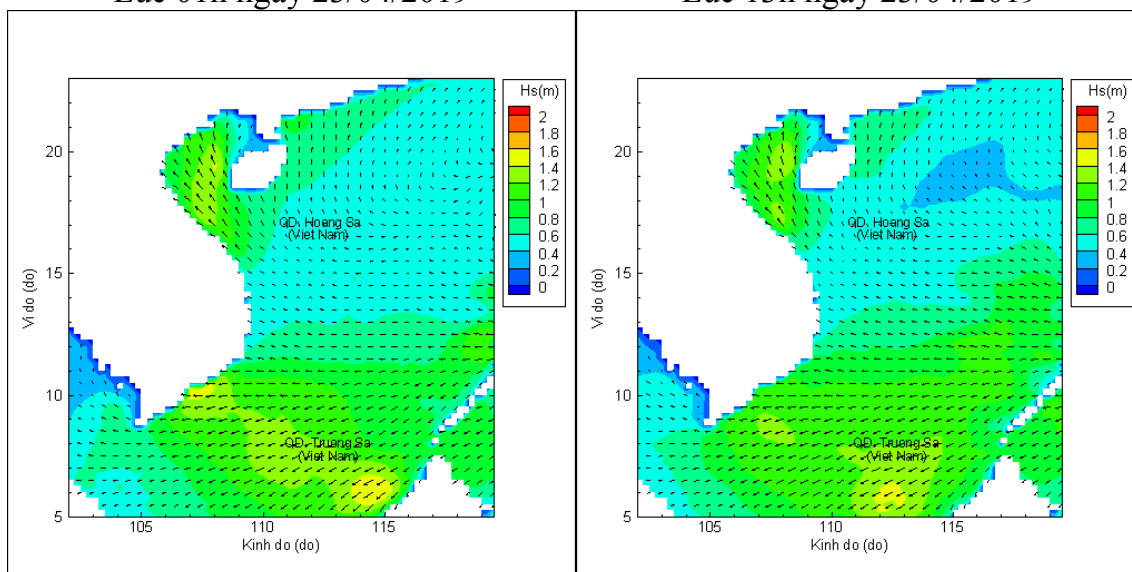 Hs(m)
2
1.8
1.6
1.4
1.2
1
0.8
0.6
0.4
0.2
0
20
15
10
5
Vi do (do)
QD. Hoang Sa
(Viet Nam)
QD. Truong Sa
(Viet Nam)
105
110
115
Kinh do (do)
Hs(m)
2
1.8
1.6
1.4
1.2
1
0.8
0.6
0.4
0.2
0
20
15
10
5
Vi do (do)
QD. Hoang Sa
(Viet Nam)
QD. Truong Sa
(Viet Nam)
105
110
115
Kinh do (do)